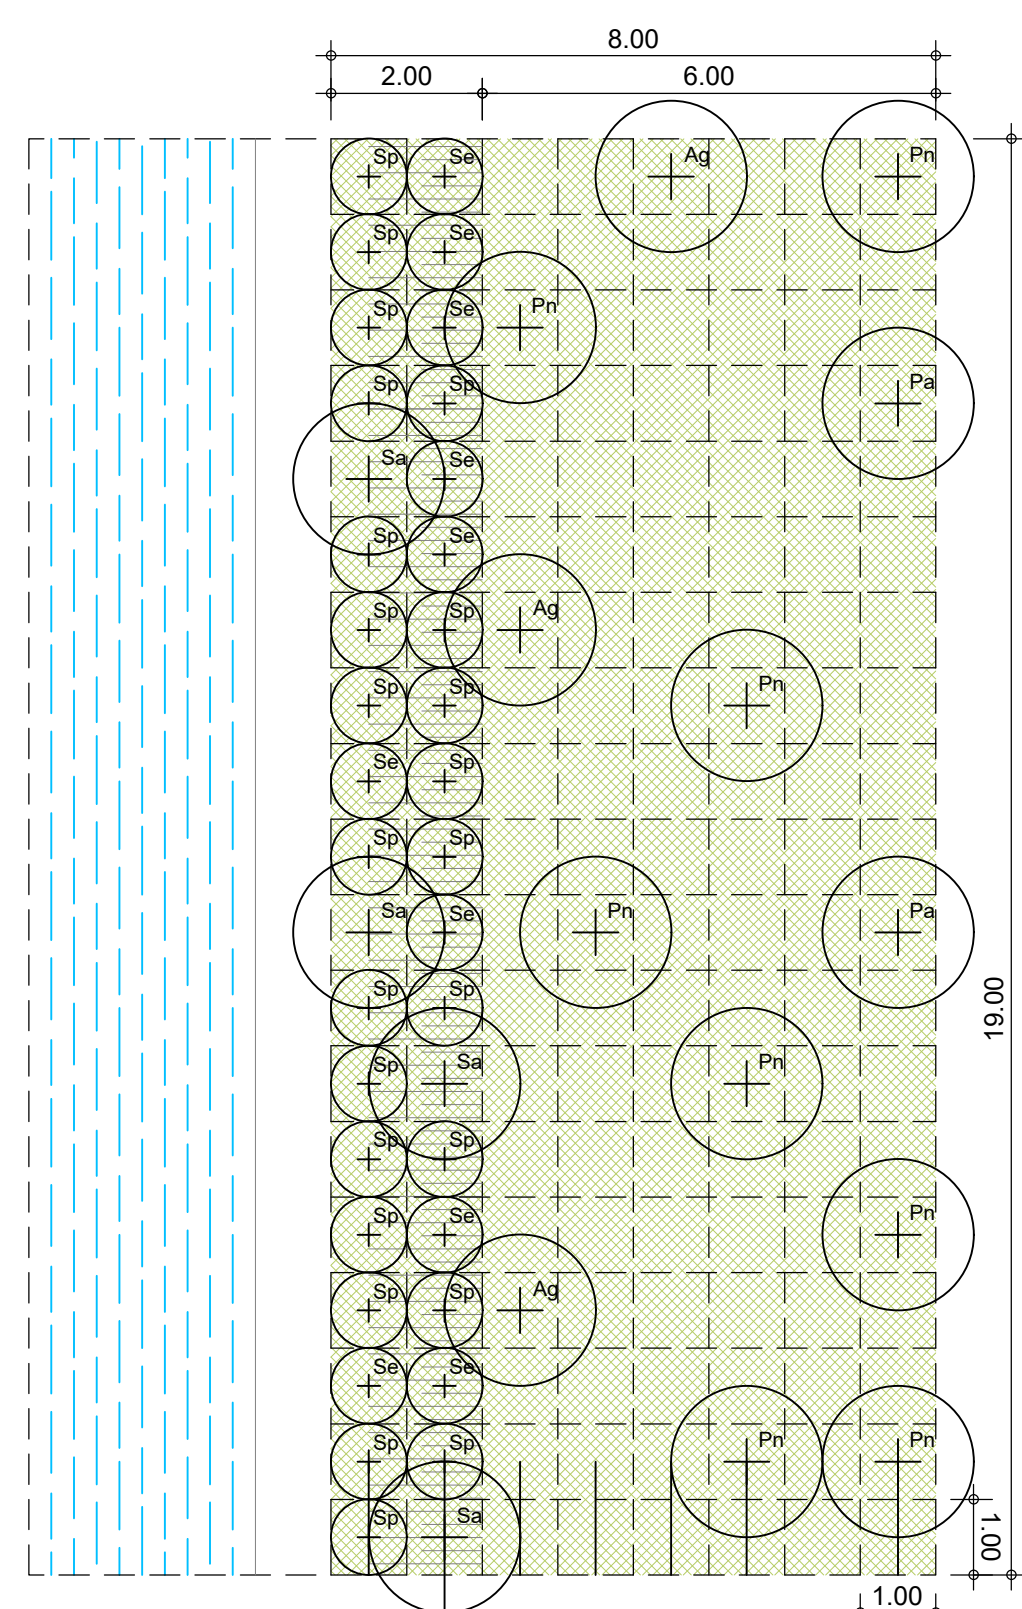 8.00
2.00 6.00
Sp Se Ag Pn
Sp Se
Sp Se Pn
Sp Sp Pa
Sa Se
Sp Se
Sp Sp Ag
Sp Sp Pn
Se Sp
Sp Sp
Sa Se Pn Pa
Sp Sp
19.00
Sp Sa Pn
Sp Sp
Sp Se Pn
Sp Sp Ag
Se Se
Sp Sp Pn Pn
Sp Sa
1.00
1.00